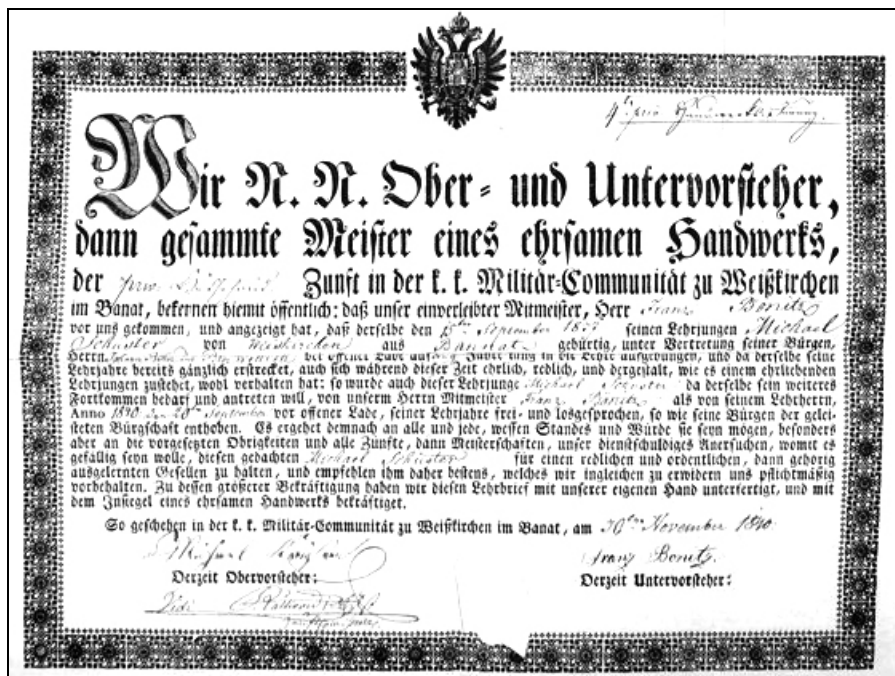 Wir N. N. Ober- und Untervorsteher,
dann gesammte Meister eines ehrsamen Handwerks,
der Zunft in der k. k. Militär-Communität zu Weißkirchen
im Banat, bekennen hiemit öffentlich: daß unser einverleibter Mitmeister, Herr Franz Bonitz
vor uns gekommen, und angezeigt hat, daß derselbe den September seinen Lehrjungen Michael
Schuster von Weiskirchen aus Bannat gebürtig, unter Vertretung seiner Bürgen,
Herrn bei offener Lade auf Jahre lang in die Lehre aufgedungen, und da derselbe seine
Lehrjahre bereits gänzlich erstrecket, auch sich während dieser Zeit ehrlich, redlich, und dergestalt, wie es einem ehrliebenden
Lehrjungen zustehet, wohl verhalten hat: so wurde auch dieser Lehrjunge Michael Schuster da derselbe sein weiteres
Fortkommen bedarf und antreten will, von unserm Herrn Mitmeister Franz Bonitz als von seinem Lehrherrn,
Anno 1840 den 20ten September vor offener Lade, seiner Lehrjahre frei- und losgesprochen, so wie seine Bürgen der gelei-
steten Bürgschaft enthoben. Es ergehet demnach an alle und jede, wessen Standes und Würde sie seyn mögen, besonders
aber an die vorgesetzten Obrigkeiten und alle Zünfte, dann Meisterschaften, unser dienstschuldiges Anersuchen, womit es
gefällig seyn wolle, diesen gedachten Michael Schuster für einen redlichen und ordentlichen, dann gehörig
ausgelernten Gesellen zu halten, und empfehlen ihm daher bestens, welches wir ingleichen zu erwidern uns pflichtmäßig
vorbehalten. Zu dessen größerer Bekräftigung haben wir diesen Lehrbrief mit unserer eigenen Hand unterfertigt, und mit
dem Insiegel eines ehrsamen Handwerks bekräftiget.
So geschehen in der k. k. Militär-Communität zu Weißkirchen im Banat, am 30ten November 1840.
Michael
Franz Bonitz.
Derzeit Obervorsteher:
Derzeit Untervorsteher:
Vidi